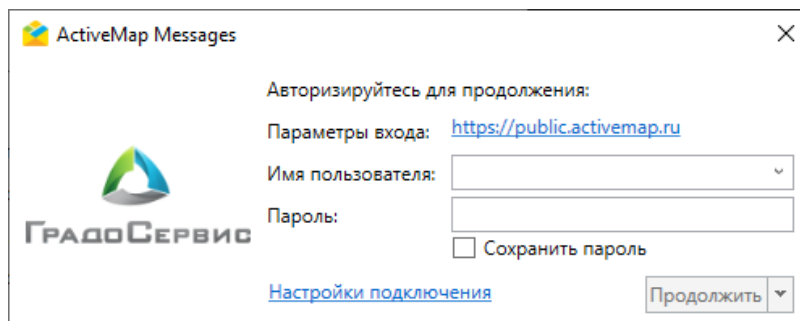 ActiveMap Messages
Авторизируйтесь для продолжения:
Параметры входа: https://public.activemap.ru
Имя пользователя:
Пароль:
Сохранить пароль
ГрадоСервис
Настройки подключения
Продолжить